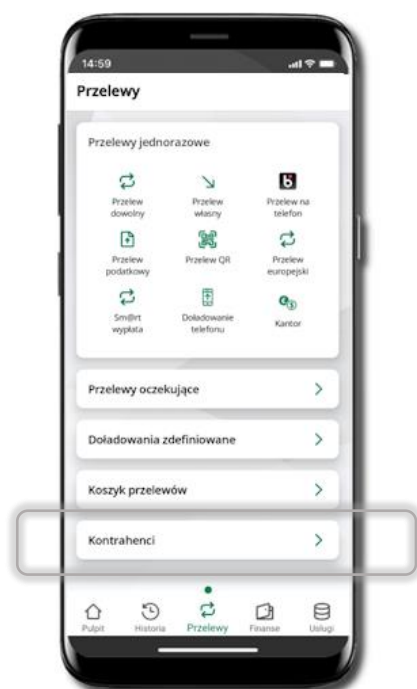 14:59
Przelewy
Przelewy jednorazowe
Przelew
dowolny
Przelew
własny
Przelew na
telefon
Przelew
podatkowy
Przelew QR
Przelew
europejski
Sm@rt
wypłata
Doładowanie
telefonu
Kantor
Przelewy oczekujące
Doładowania zdefiniowane
Koszyk przelewów
Kontrahenci
Pulpit
Historia
Przelewy
Finanse
Usługi